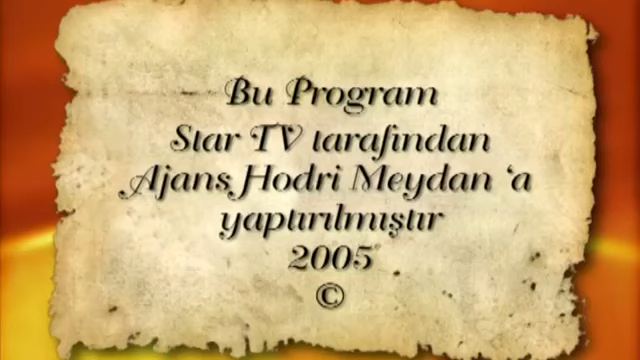 Bu Program
Star TV tarafından
Ajans Hodri Meydan ‘a
yaptırılmıştır
2005
©